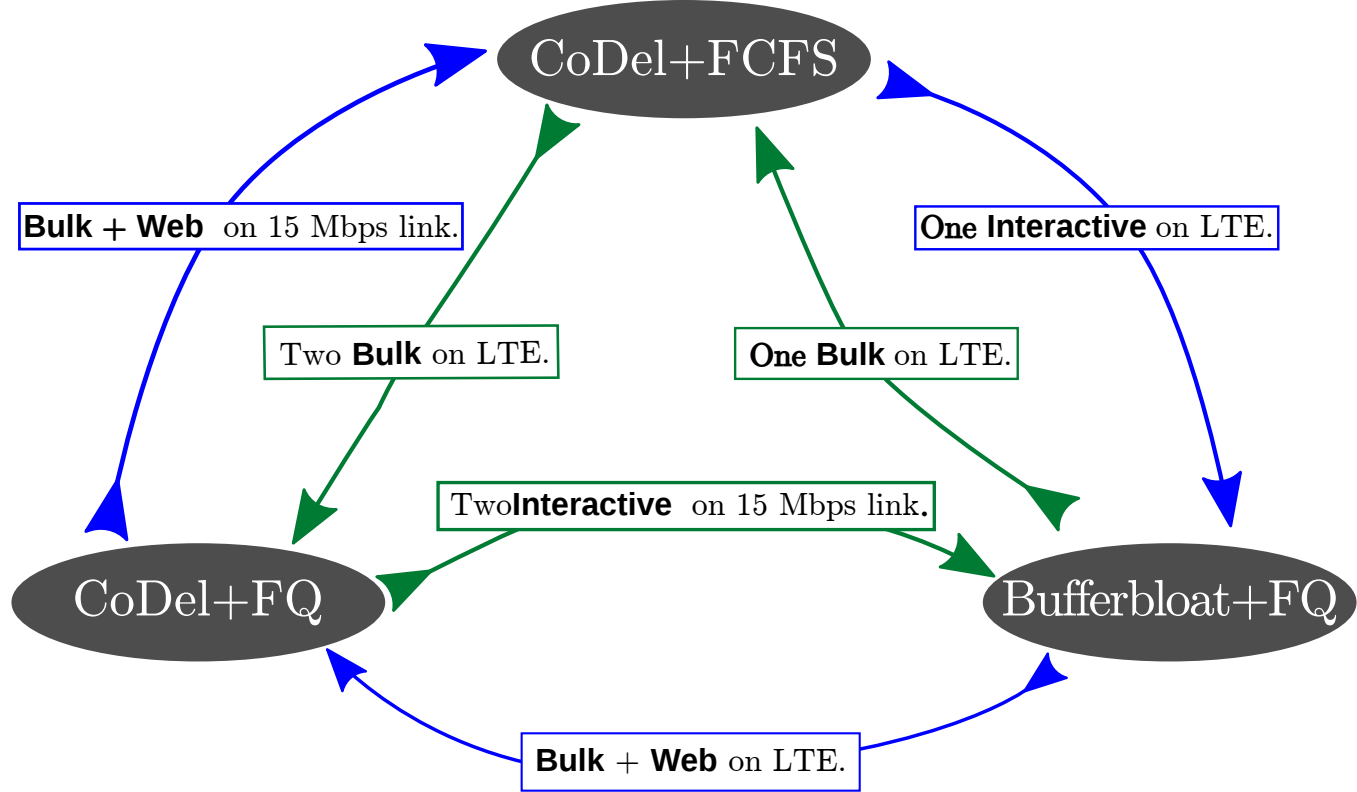 CoDel+FCFS
Bulk + Web on 15 Mbps link.
One Interactive on LTE.
Two Bulk on LTE.
One Bulk on LTE.
TwoInteractive on 15 Mbps link.
CoDel+FQ
Bufferbloat+FQ
Bulk + Web on LTE.